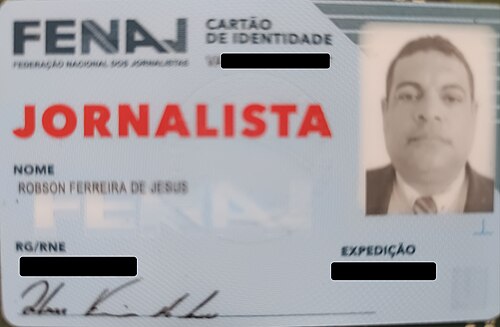 FENAJ
FEDERAÇÃO NACIONAL DOS JORNALISTAS
CARTÃO
DE IDENTIDADE
JORNALISTA
NOME
ROBSON FERREIRA DE JESUS
FENAJ
RG/RNE
EXPEDIÇÃO